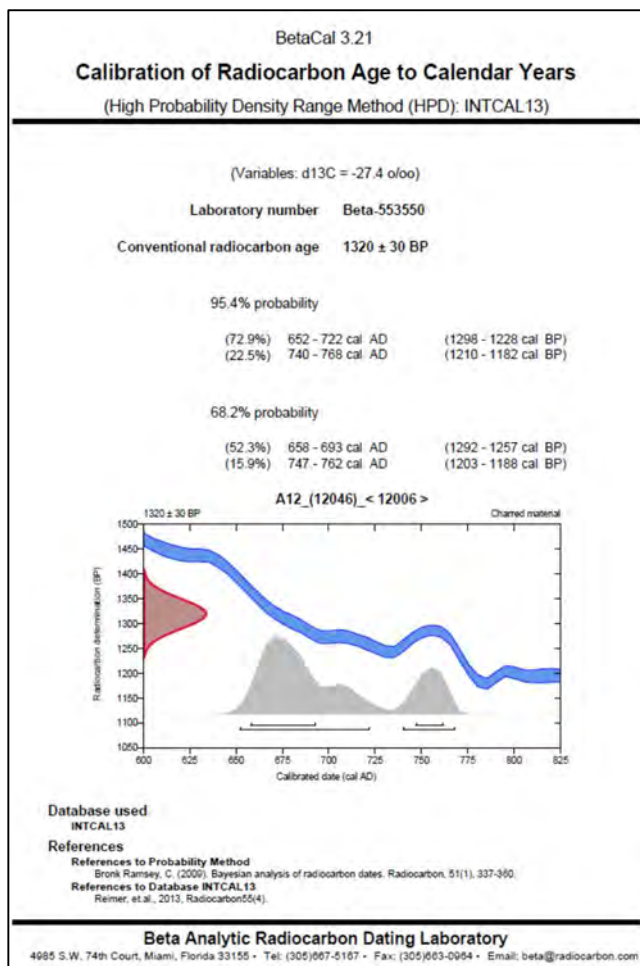 BetaCal 3.21
Calibration of Radiocarbon Age to Calendar Years
(High Probability Density Range Method (HPD): INTCAL13)
(Variables: d13C = -27.4 o/oo)
Laboratory number Beta-553550
Conventional radiocarbon age 1320 ± 30 BP
95.4% probability
(72.9%) 652 - 722 cal AD (1298 - 1228 cal BP)
(22.5%) 740 - 768 cal AD (1210 - 1182 cal BP)
68.2% probability
(52.3%) 658 - 693 cal AD (1292 - 1257 cal BP)
(15.9%) 747 - 762 cal AD (1203 - 1188 cal BP)
A12_(12046)_< 12006 >
1320 ± 30 BP Charred material
1500
1450
1400
1350
1300
1250
1200
1150
1100
1050
Radiocarbon determination (BP)
600 625 650 675 700 725 750 775 800 825
Calibrated date (cal AD)
Database used
INTCAL13
References
References to Probability Method
Bronk Ramsey, C. (2009). Bayesian analysis of radiocarbon dates. Radiocarbon, 51(1), 337-360.
References to Database INTCAL13
Reimer, et.al., 2013, Radiocarbon55(4).
Beta Analytic Radiocarbon Dating Laboratory
4985 S.W. 74th Court, Miami, Florida 33155 • Tel: (305)667-5167 • Fax: (305)663-0964 • Email: beta@radiocarbon.com